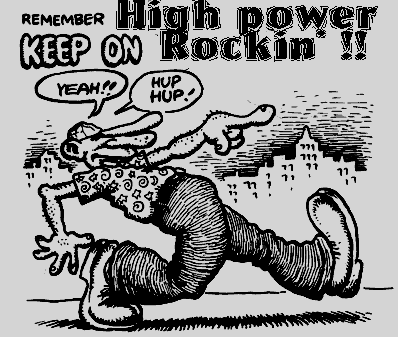 REMEMBER High power
KEEP ON Rockin' !!
YEAH!!
HUP
HUP!